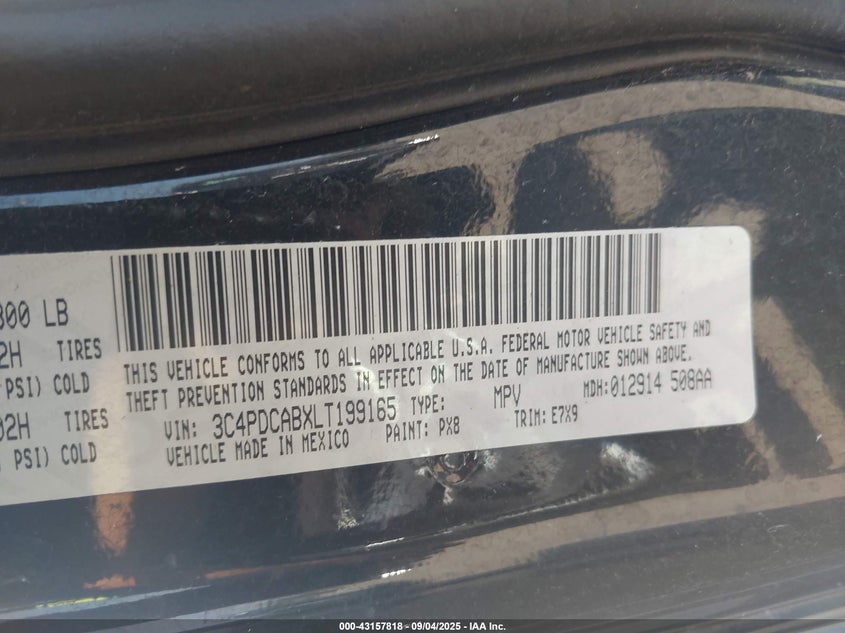 800 LB
2H TIRES
PSI) COLD
02H TIRES
PSI) COLD
THIS VEHICLE CONFORMS TO ALL APPLICABLE U.S.A. FEDERAL MOTOR VEHICLE SAFETY AND
THEFT PREVENTION STANDARDS IN EFFECT ON THE DATE OF MANUFACTURE SHOWN ABOVE.
VIN: 3C4PDCABXLT199165 TYPE: MPV MDH: 012914 508AA
VEHICLE MADE IN MEXICO PAINT: PX8 TRIM: E7X9
000-43157818 - 09/04/2025 - IAA Inc.